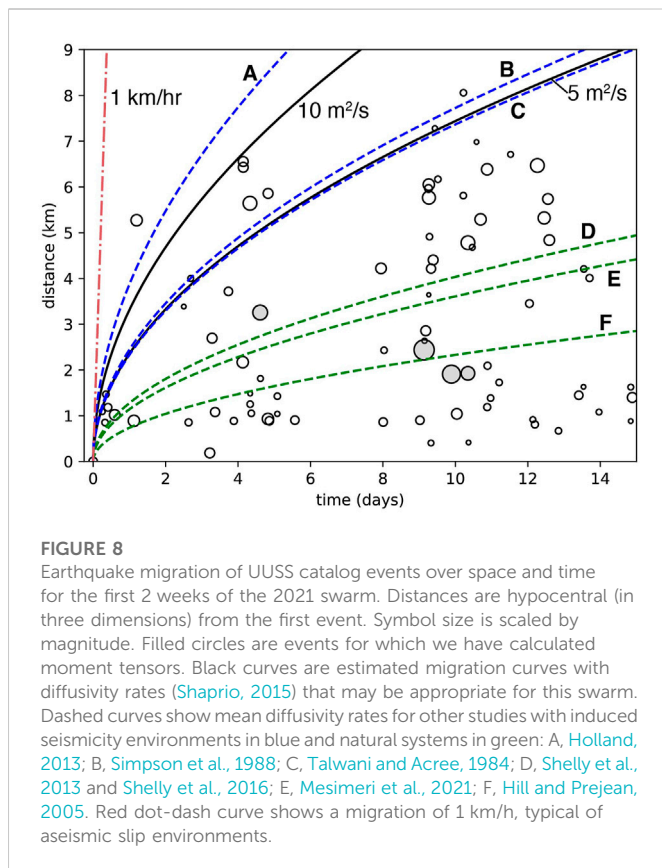 9
8
7
6
5
4
3
2
1
0
distance (km)
0 2 4 6 8 10 12 14
time (days)
1 km/hr
A
10 m²/s
B
C
5 m²/s
D
E
F
FIGURE 8
Earthquake migration of UUSS catalog events over space and time
for the first 2 weeks of the 2021 swarm. Distances are hypocentral (in
three dimensions) from the first event. Symbol size is scaled by
magnitude. Filled circles are events for which we have calculated
moment tensors. Black curves are estimated migration curves with
diffusivity rates (Shaprio, 2015) that may be appropriate for this swarm.
Dashed curves show mean diffusivity rates for other studies with induced
seismicity environments in blue and natural systems in green: A, Holland,
2013; B, Simpson et al., 1988; C, Talwani and Acree, 1984; D, Shelly et al.,
2013 and Shelly et al., 2016; E, Mesimeri et al., 2021; F, Hill and Prejean,
2005. Red dot-dash curve shows a migration of 1 km/h, typical of
aseismic slip environments.